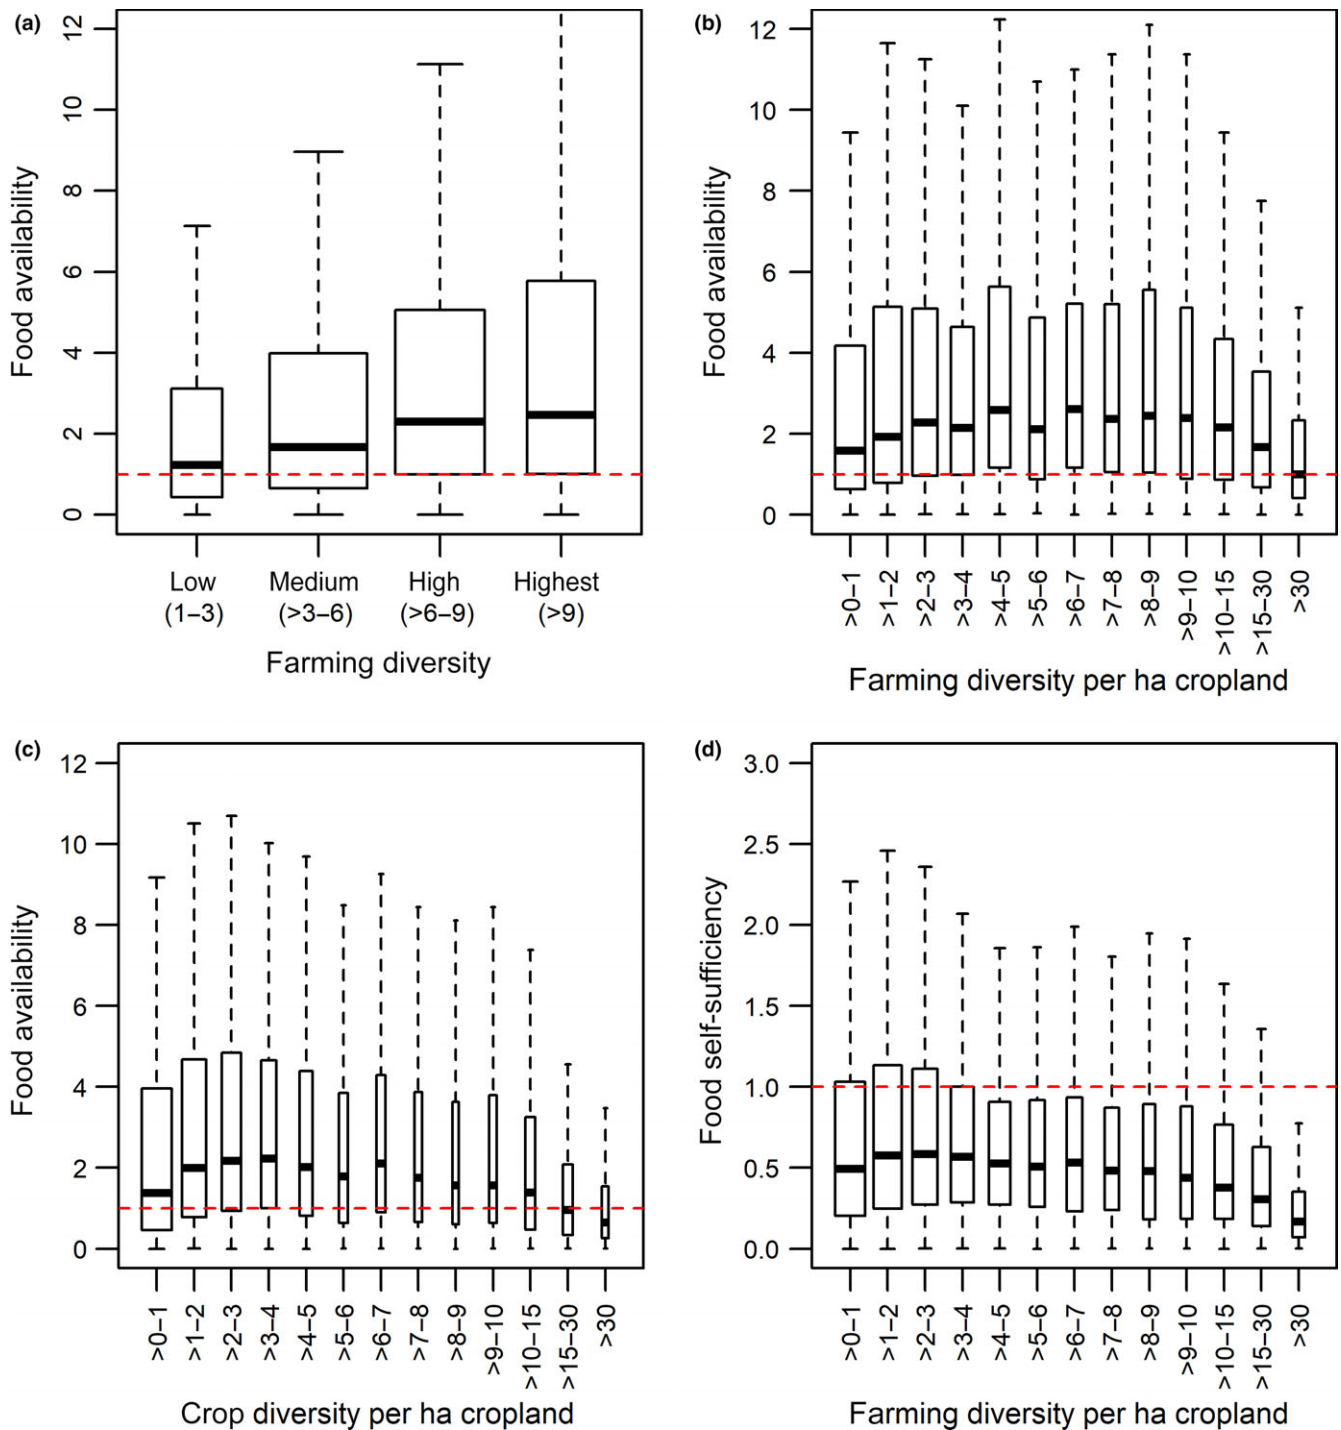 (a)
12
10
8
6
4
2
0
Food availability
Low Medium High Highest
(1–3) (>3–6) (>6–9) (>9)
Farming diversity
(b)
12
10
8
6
4
2
0
Food availability
>0–1 >1–2 >2–3 >3–4 >4–5 >5–6 >6–7 >7–8 >8–9 >9–10 >10–15 >15–30 >30
Farming diversity per ha cropland
(c)
12
10
8
6
4
2
0
Food availability
>0–1 >1–2 >2–3 >3–4 >4–5 >5–6 >6–7 >7–8 >8–9 >9–10 >10–15 >15–30 >30
Crop diversity per ha cropland
(d)
3.0
2.5
2.0
1.5
1.0
0.5
0.0
Food self-sufficiency
>0–1 >1–2 >2–3 >3–4 >4–5 >5–6 >6–7 >7–8 >8–9 >9–10 >10–15 >15–30 >30
Farming diversity per ha cropland